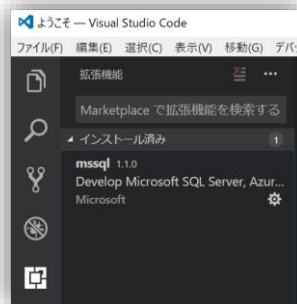 ようこそ — Visual Studio Code
ファイル(F) 編集(E) 選択(C) 表示(V) 移動(G) デバ
拡張機能
Marketplace で拡張機能を検索する
インストール済み 1
mssql 1.1.0
Develop Microsoft SQL Server, Azur...
Microsoft